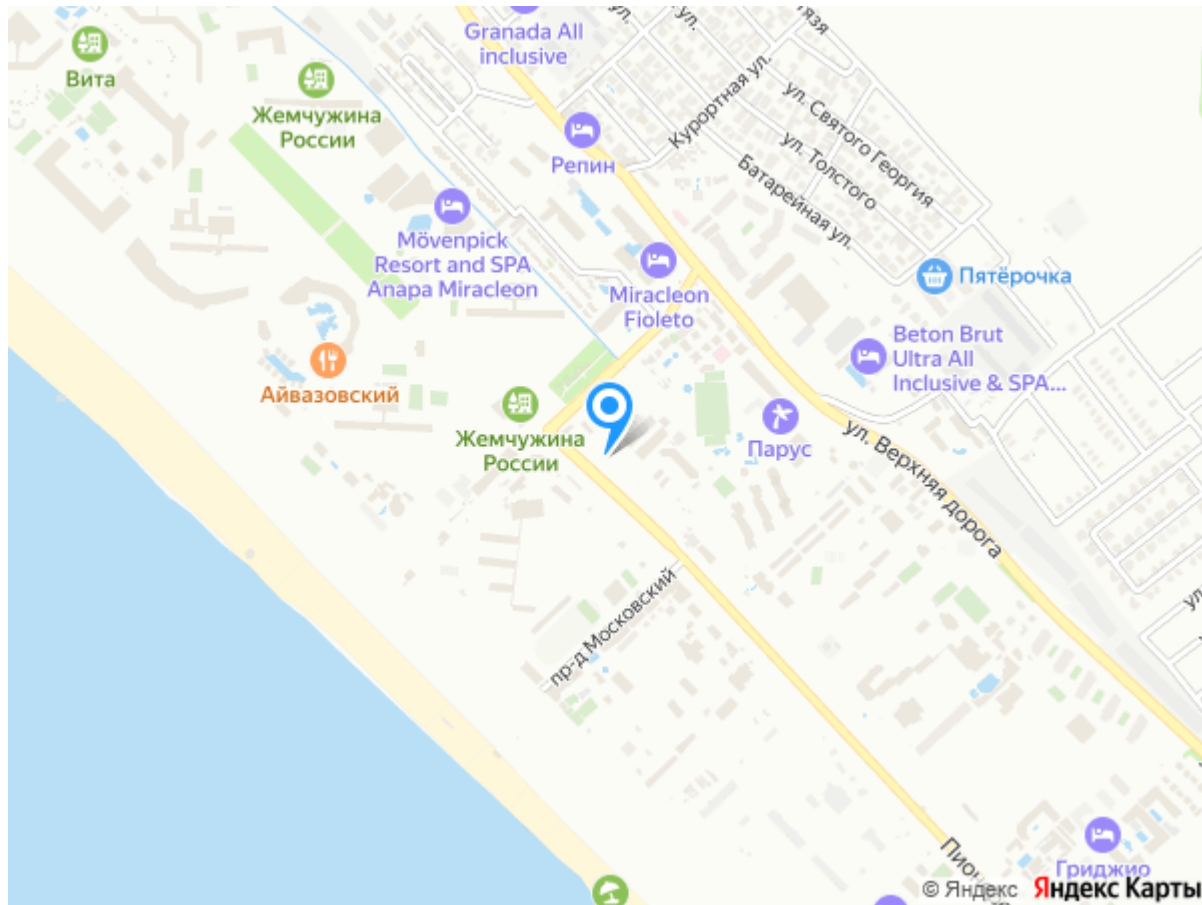 Granada All
inclusive
Вита
Жемчужина
России
Репин
Курортная ул.
ул. Святого Георгия
ул. Толстого
Батарейная ул.
Mövenpick
Resort and SPA
Anapa Miracleon
Miracleon
Fioleto
Пятёрочка
Beton Brut
Ultra All
Inclusive & SPA...
Айвазовский
Жемчужина
России
Парус
ул. Верхняя дорога
пр-д Московский
Гриджио
© Яндекс Яндекс Карты